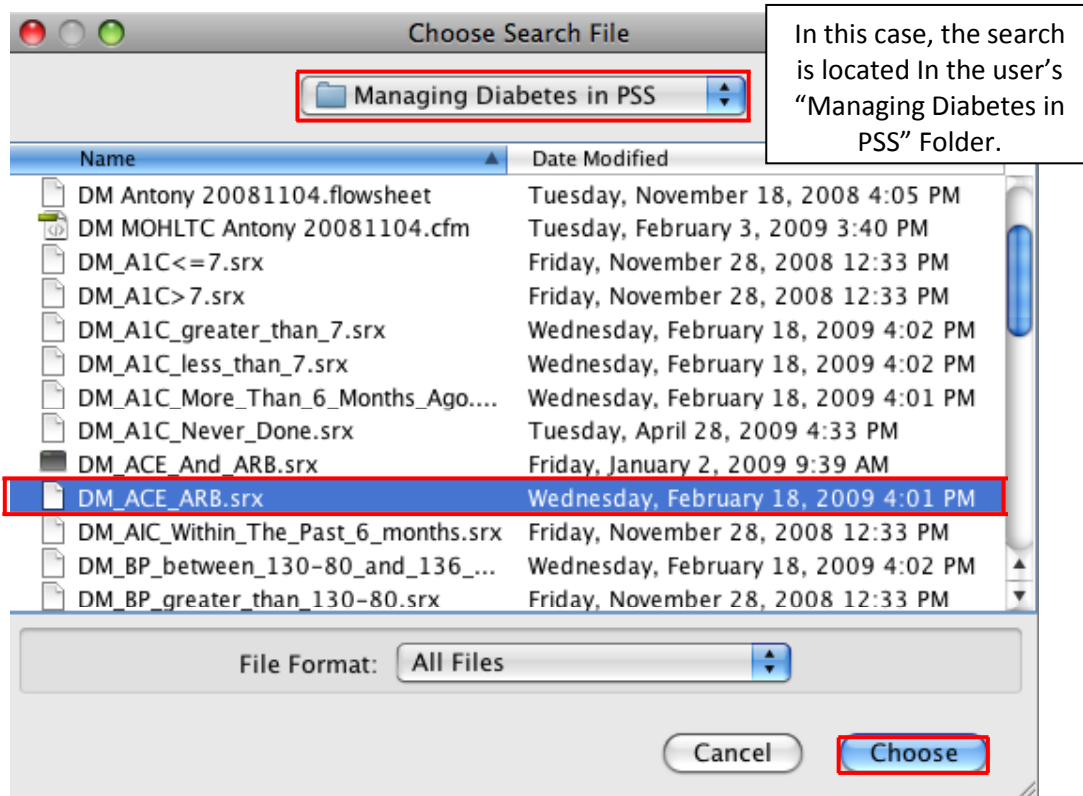 Choose Search File
In this case, the search
is located In the user's
“Managing Diabetes in
PSS” Folder.
Managing Diabetes in PSS
Name Date Modified
DM Antony 20081104.flowsheet Tuesday, November 18, 2008 4:05 PM
DM MOHLTC Antony 20081104.cfm Tuesday, February 3, 2009 3:40 PM
DM_A1C<=7.srx Friday, November 28, 2008 12:33 PM
DM_A1C>7.srx Friday, November 28, 2008 12:33 PM
DM_A1C_greater_than_7.srx Wednesday, February 18, 2009 4:02 PM
DM_A1C_less_than_7.srx Wednesday, February 18, 2009 4:02 PM
DM_A1C_More_Than_6_Months_Ago.... Wednesday, February 18, 2009 4:01 PM
DM_A1C_Never_Done.srx Tuesday, April 28, 2009 4:33 PM
DM_ACE_And_ARB.srx Friday, January 2, 2009 9:39 AM
DM_ACE_ARB.srx Wednesday, February 18, 2009 4:01 PM
DM_AIC_Within_The_Past_6_months.srx Friday, November 28, 2008 12:33 PM
DM_BP_between_130-80_and_136_... Wednesday, February 18, 2009 4:02 PM
DM_BP_greater_than_130-80.srx Friday, November 28, 2008 12:33 PM
File Format: All Files
Cancel Choose